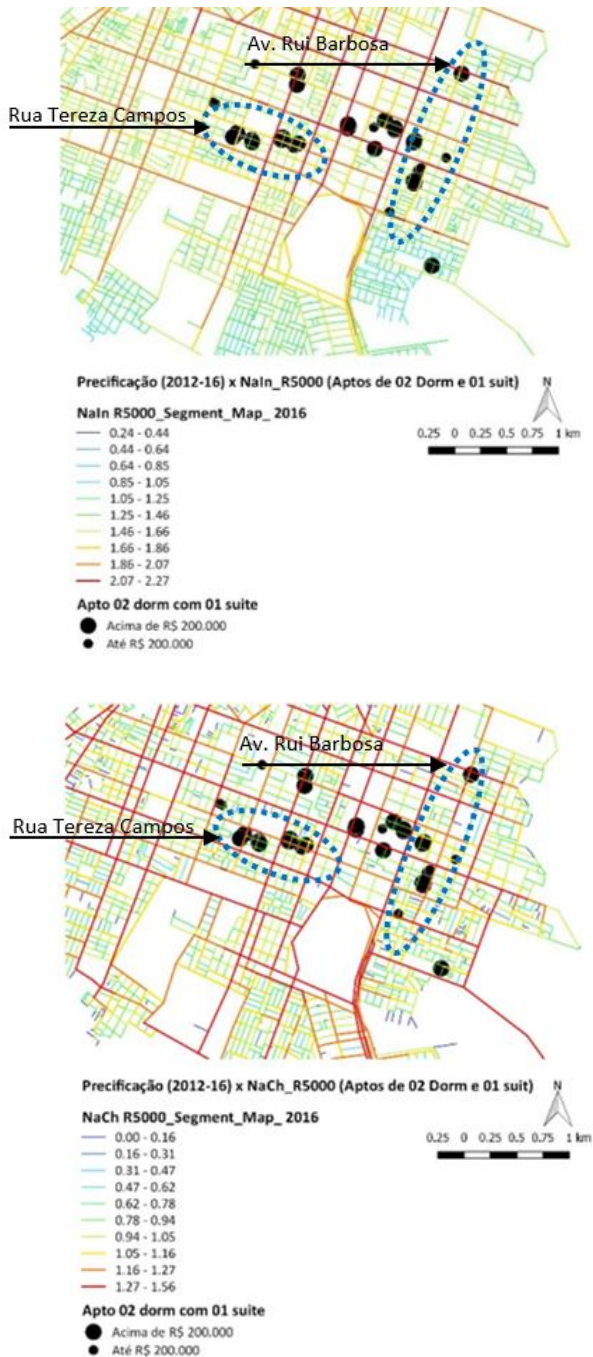 Av. Rui Barbosa
Rua Tereza Campos
Precificação (2012-16) x NaIn_R5000 (Aptos de 02 Dorm e 01 suit)
N
NaIn R5000_Segment_Map_ 2016
0.25 0 0.25 0.5 0.75 1 km
0.24 - 0.44
0.44 - 0.64
0.64 - 0.85
0.85 - 1.05
1.05 - 1.25
1.25 - 1.46
1.46 - 1.66
1.66 - 1.86
1.86 - 2.07
2.07 - 2.27
Apto 02 dorm com 01 suite
Acima de R$ 200.000
Até R$ 200.000
Av. Rui Barbosa
Rua Tereza Campos
Precificação (2012-16) x NaCh_R5000 (Aptos de 02 Dorm e 01 suit)
N
NaCh R5000_Segment_Map_ 2016
0.25 0 0.25 0.5 0.75 1 km
0.00 - 0.16
0.16 - 0.31
0.31 - 0.47
0.47 - 0.62
0.62 - 0.78
0.78 - 0.94
0.94 - 1.05
1.05 - 1.16
1.16 - 1.27
1.27 - 1.56
Apto 02 dorm com 01 suite
Acima de R$ 200.000
Até R$ 200.000